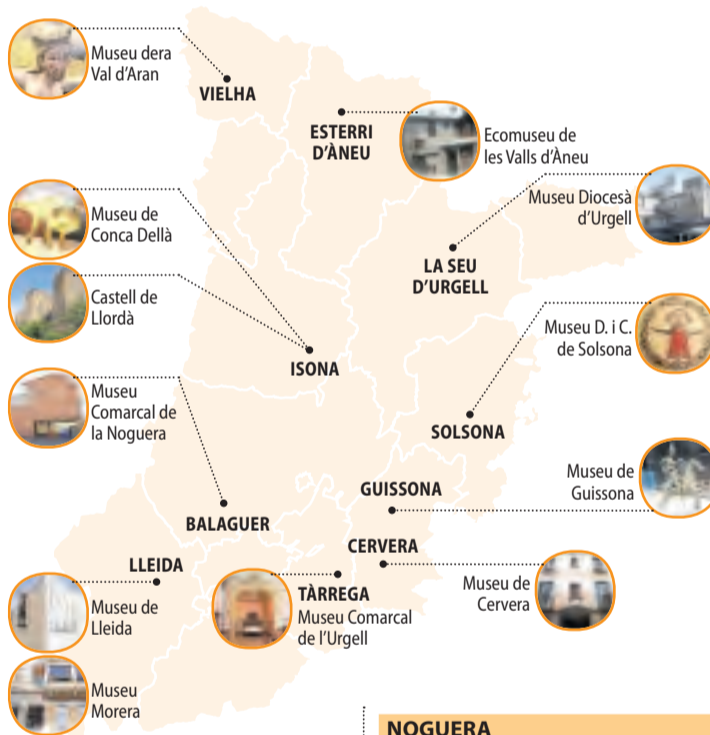 Museu dera
Val d'Aran
VIELHA
ESTERRI
D'ÀNEU
Ecomuseu de
les Valls d'Àneu
Museu Diocesà
d'Urgell
Museu de
Conca Dellà
LA SEU
D'URGELL
Castell de
Llordà
Museu D. i C.
de Solsona
ISONA
Museu
Comarcal de
la Noguera
SOLSONA
Museu de
Guissona
GUISSONA
BALAGUER
CERVERA
LLEIDA
Museu de
Lleida
TÀRREGA
Museu Comarcal
de l'Urgell
Museu de
Cervera
Museu
Morera
NOGUERA